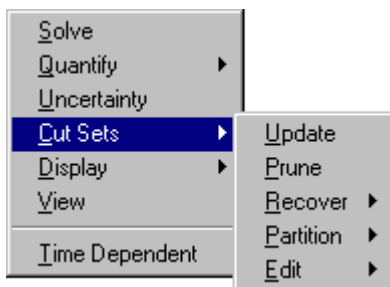 Solve
Quantify
Uncertainty
Cut Sets
Display
View
Time Dependent
Update
Prune
Recover
Partition
Edit